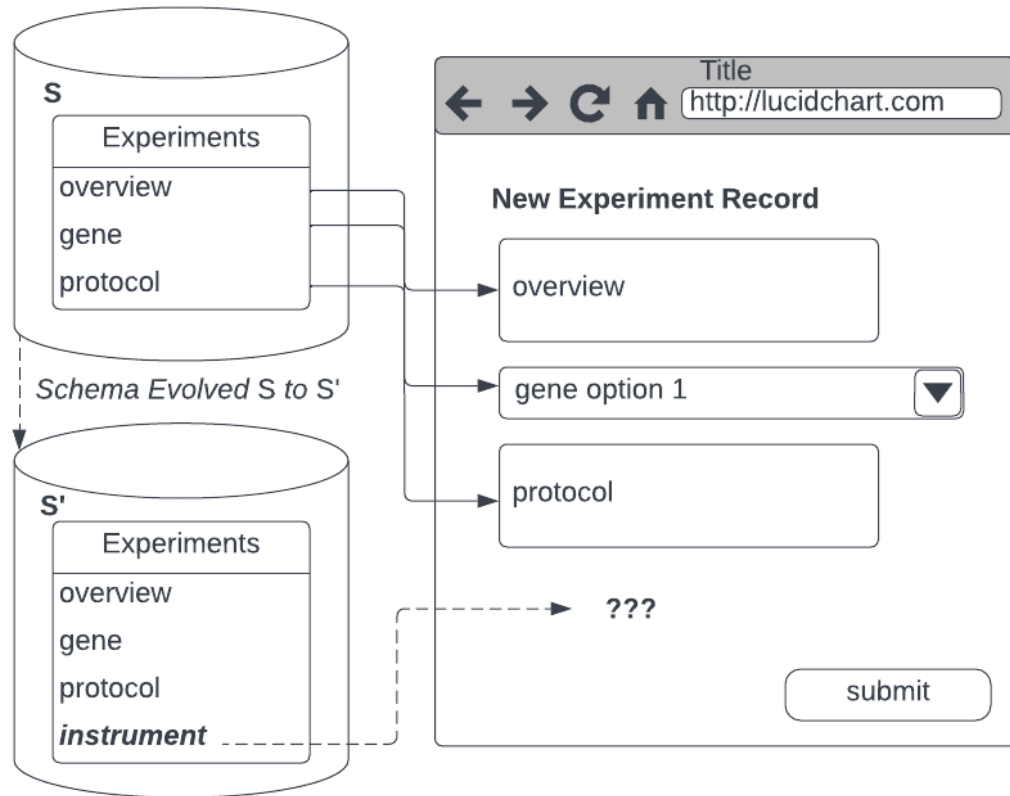 S
Experiments
overview
gene
protocol
Schema Evolved S to S'
S'
Experiments
overview
gene
protocol
instrument
Title
http://lucidchart.com
New Experiment Record
overview
gene option 1
protocol
???
submit